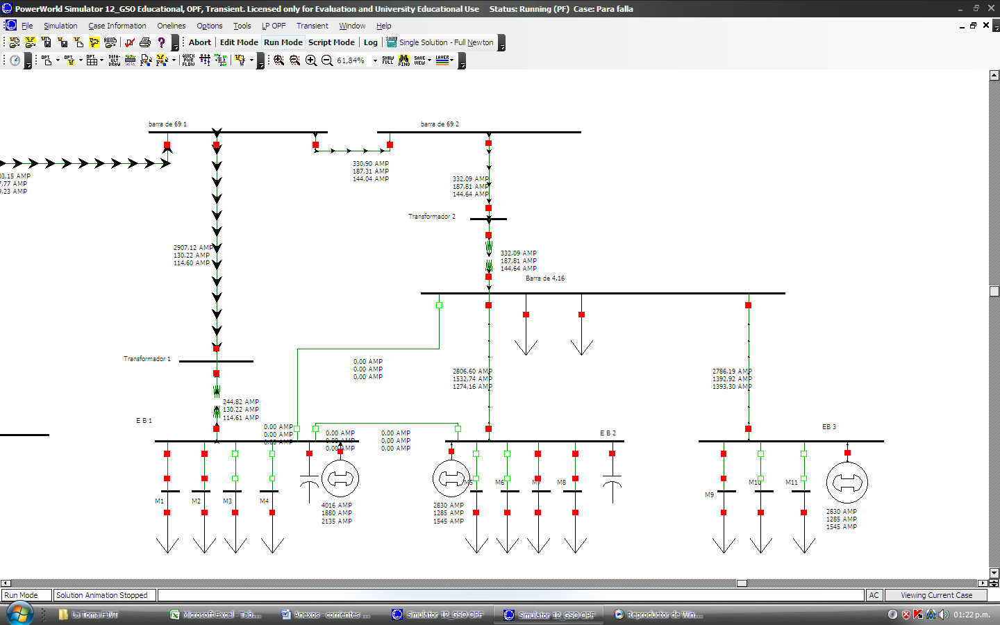 PowerWorld Simulator 12_GSO Educational, OPF, Transient. Licensed only for Evaluation and University Educational Use Status: Running (PF) Case: Para falla
File Simulation Case Information Onelines Options Tools LP OPF Transient Window Help
Abort Edit Mode Run Mode Script Mode Log Single Solution - Full Newton
61,84%
barra de 69 1
barra de 69 2
03,15 AMP
7,77 AMP
9,23 AMP
330,90 AMP
187,31 AMP
144,04 AMP
332,09 AMP
187,81 AMP
144,64 AMP
Transformador 2
2907,12 AMP
130,22 AMP
114,60 AMP
332,09 AMP
187,81 AMP
144,64 AMP
Barra de 4.16
Transformador 1
0,00 AMP
0,00 AMP
0,00 AMP
2806,60 AMP
1532,74 AMP
1274,16 AMP
2786,19 AMP
1392,92 AMP
1393,30 AMP
244,82 AMP
130,22 AMP
114,61 AMP
E B 1
0,00 AMP
0,00 AMP
0,00 AMP
0,00 AMP
0,00 AMP
0,00 AMP
0,00 AMP
0,00 AMP
0,00 AMP
E B 2
EB 3
M1 M2 M3 M4
M5 M6 M7 M8
M9 M10 M11
4016 AMP
1880 AMP
2135 AMP
2830 AMP
1285 AMP
1545 AMP
2830 AMP
1285 AMP
1545 AMP
Run Mode Solution Animation Stopped AC Viewing Current Case
La Toma FJVT Microsoft Excel - Tab... Anexos - corrientes ... Simulator 12_GSO OPF Simulator 12_GSO OPF Reproductor de Win... 01:22 p.m.